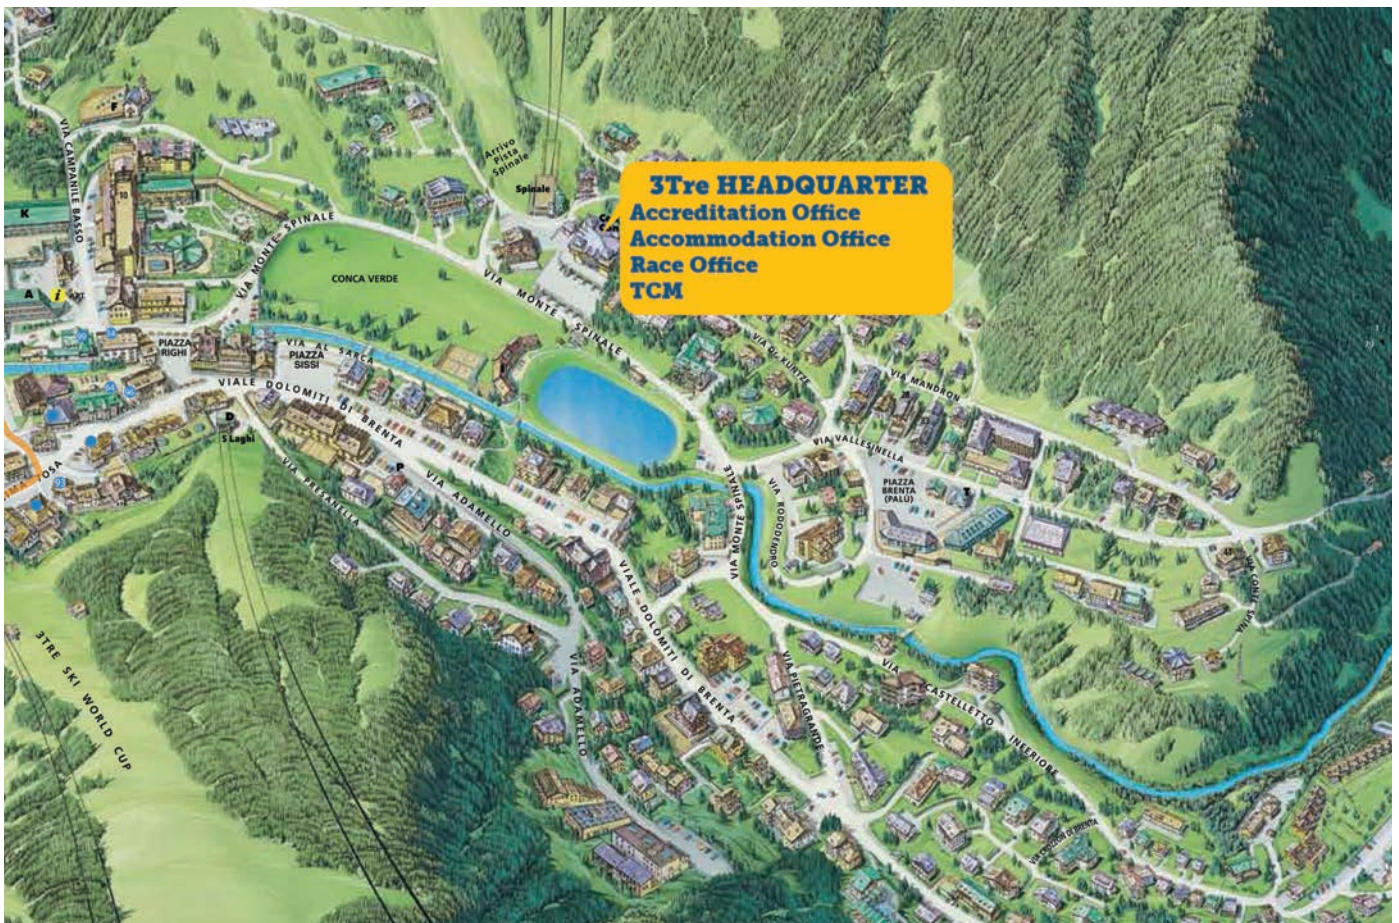 3Tre HEADQUARTER
Accreditation Office
Accommodation Office
Race Office
TCM
Arrivo
Pista
Spinale
Spinale
F
VIA CAMPANILE BASSO
10
K
VIA MONTE SPINALE
CONCA VERDE
VIA MONTE SPINALE
A
i
VIA AL SARCA
PIAZZA
RIGHI
PIAZZA
SISSI
VIALE DOLOMITI DI BRENTA
VIA MANDRON
D
5 Laghi
VIA VALLESINELLA
P
VIA PRESANELLA
VIA ADAMELLO
VIA MONTE SPINALE
VIA RODODENDRO
PIAZZA
BRENTA
(PALÙ)
T
93
VIALE DOLOMITI DI BRENTA
L
VIA ADAMELLO
VIA PIETRAGRANDE
VIA CASTELLETTO INFERIORE
3TRE SKI WORLD CUP